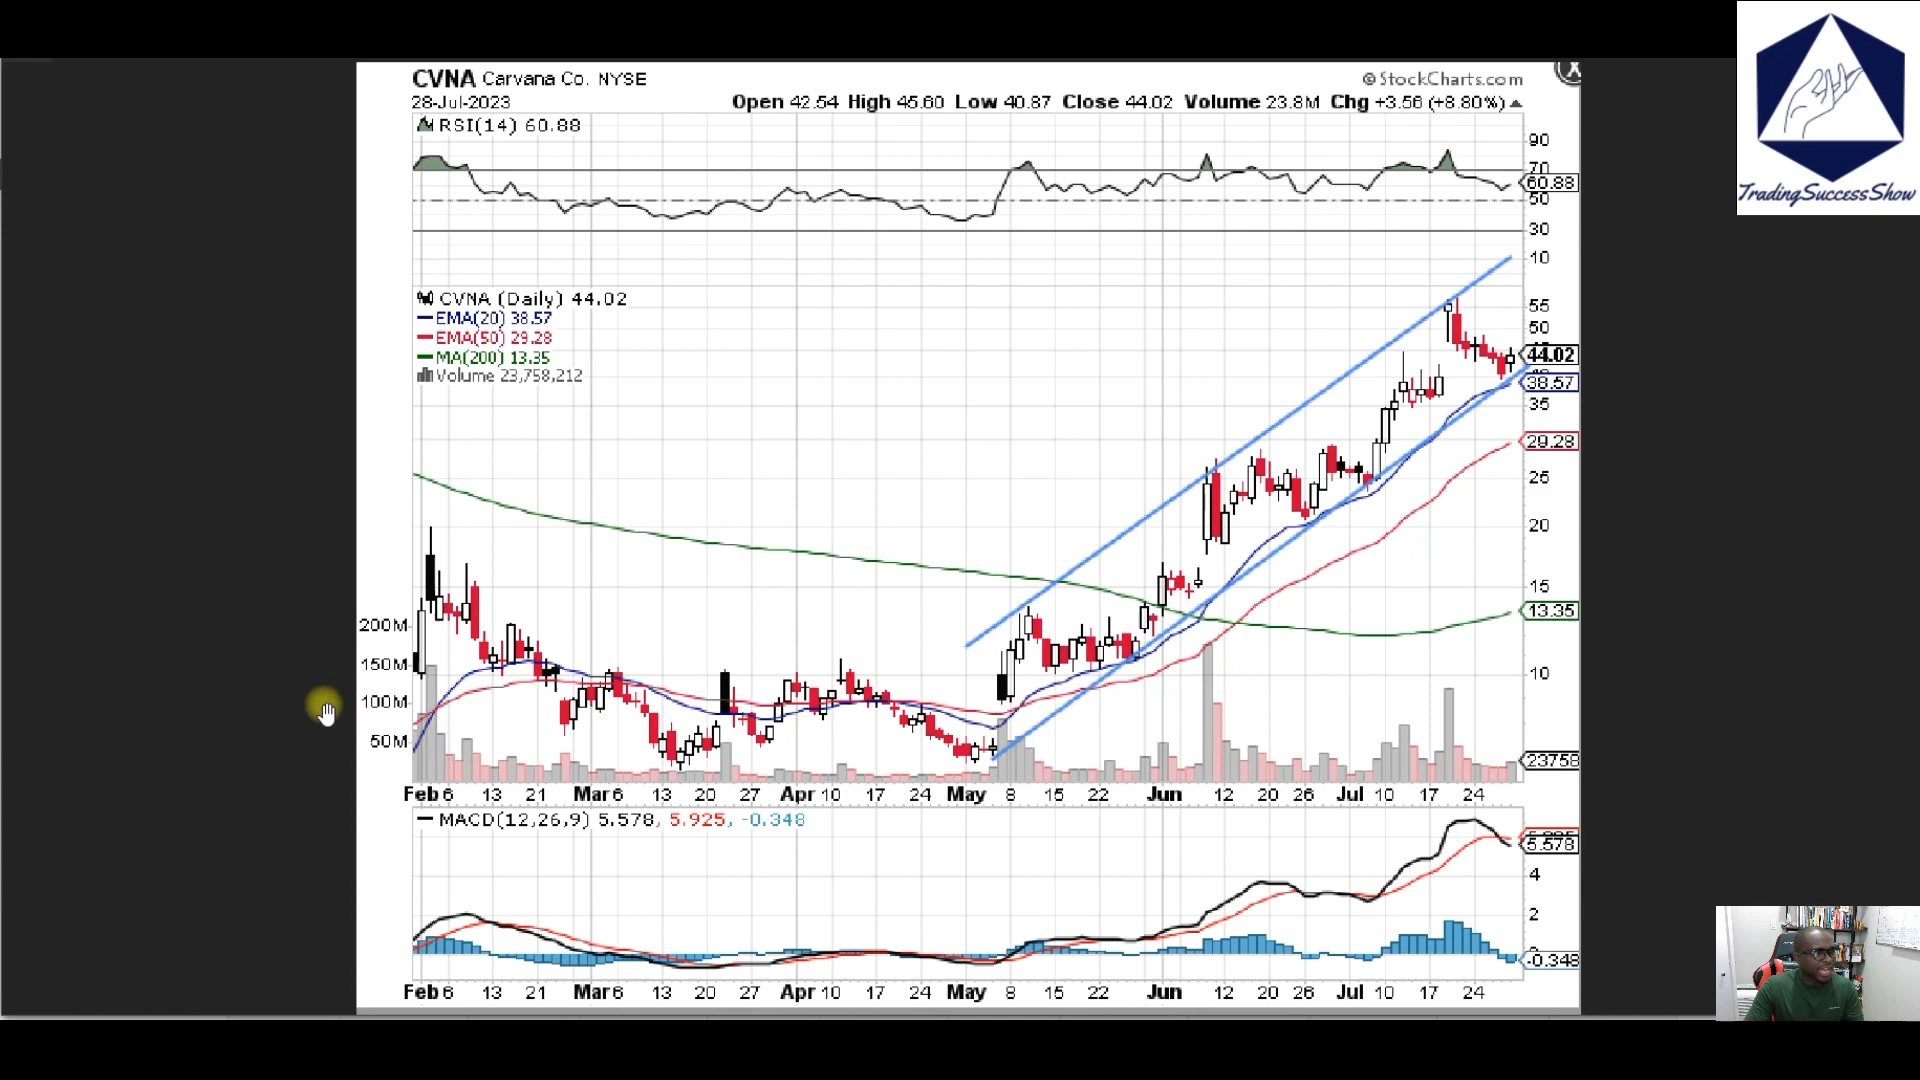 CVNA Carvana Co. NYSE
© StockCharts.com
28-Jul-2023
Open 42.54 High 45.60 Low 40.87 Close 44.02 Volume 23.8M Chg +3.56 (+8.80%)
RSI(14) 60.88
90
70
60.88
50
30
10
CVNA (Daily) 44.02
EMA(20) 38.57
EMA(50) 29.28
MA(200) 13.35
Volume 23,758,212
55
50
44.02
38.57
35
29.28
25
20
15
13.35
10
200M
150M
100M
50M
23758
Feb 6 13 21 Mar 6 13 20 27 Apr 10 17 24 May 8 15 22 Jun 12 20 26 Jul 10 17 24
MACD(12,26,9) 5.578, 5.925, -0.348
5.578
4
2
-0.348
Feb 6 13 21 Mar 6 13 20 27 Apr 10 17 24 May 8 15 22 Jun 12 20 26 Jul 10 17 24
TradingSuccessShow